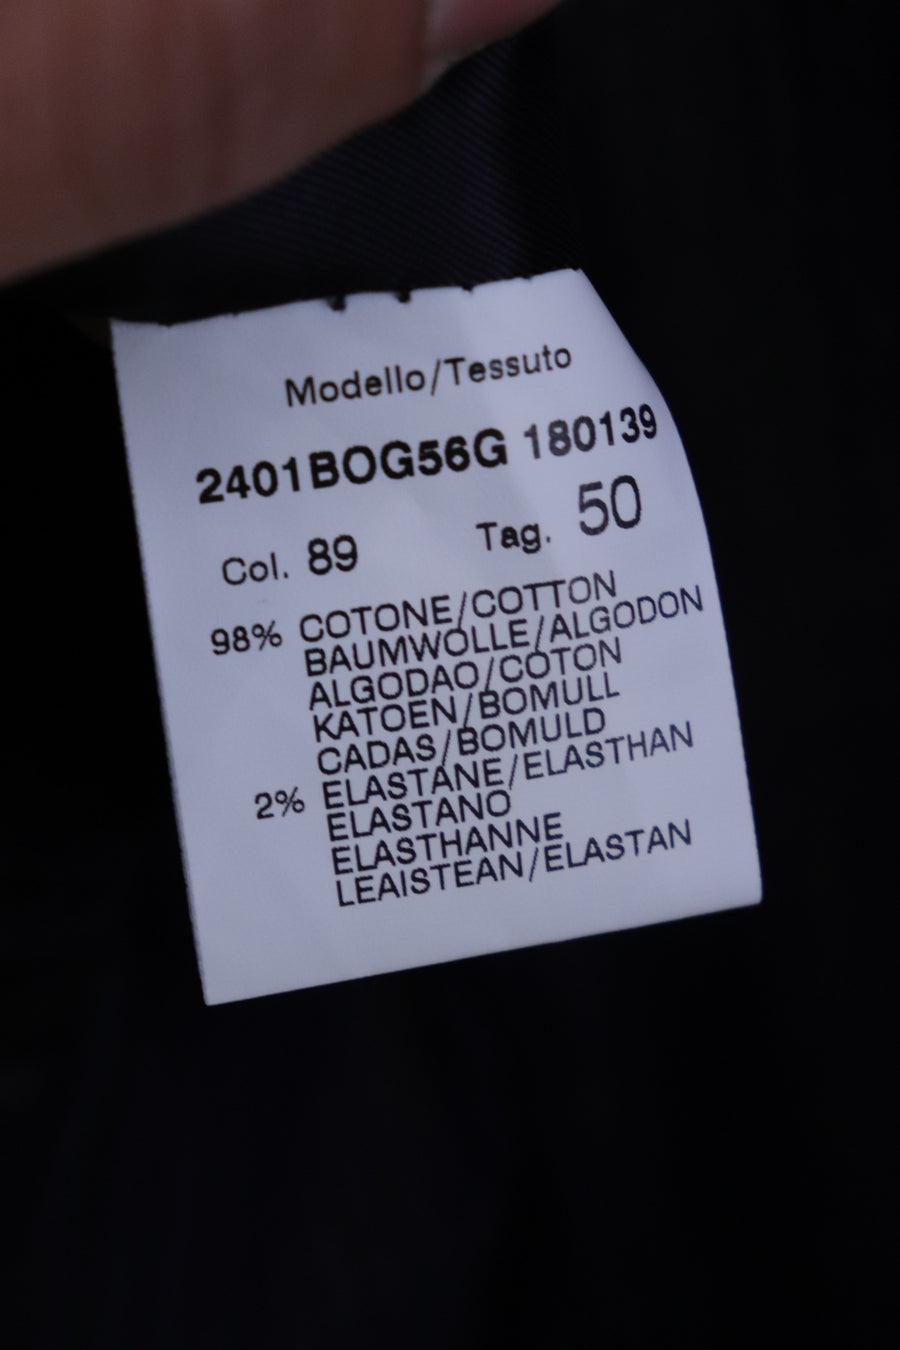 Modello/Tessuto
2401BOG56G 180139
Col. 89 Tag. 50
98% COTONE/COTTON
BAUMWOLLE/ALGODON
ALGODAO/COTON
KATOEN/BOMULL
CADAS/BOMULD
2% ELASTANE/ELASTHAN
ELASTANO
ELASTHANNE
LEAISTEAN/ELASTAN